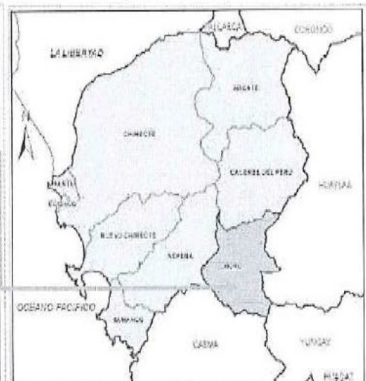 PALLASCA
CORONGO
LA LIBERTAD
MACATE
CHIMBOTE
CACERES DEL PERU
HUAYLAS
COISHCO
NUEVO CHIMBOTE
NEPEÑA
MORO
OCEANO PACIFICO
SAMANCO
CASMA
YUNGAY
HUARAZ